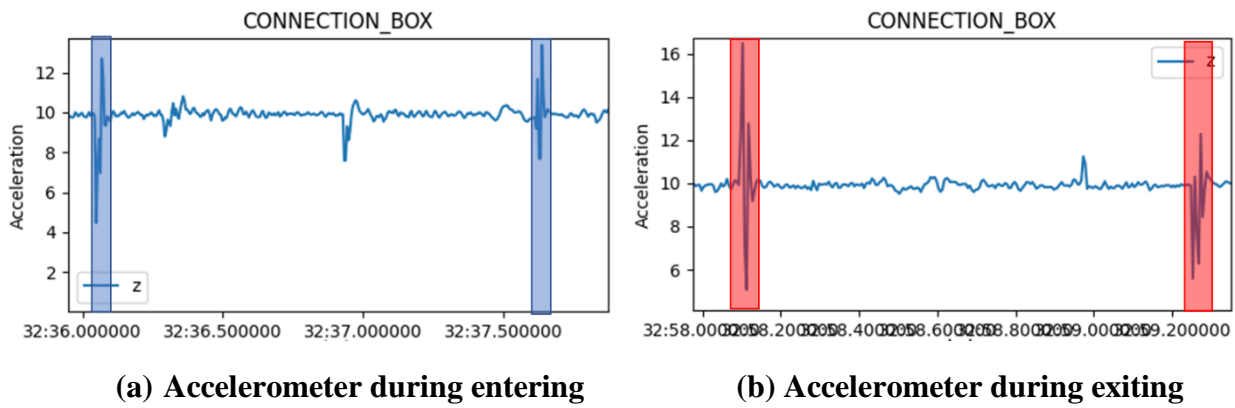 CONNECTION_BOX
Acceleration
12
10
8
6
4
2
z
32:36.000000 32:36.500000 32:37.000000 32:37.500000
(a) Accelerometer during entering
CONNECTION_BOX
Acceleration
16
14
12
10
8
6
z
(b) Accelerometer during exiting